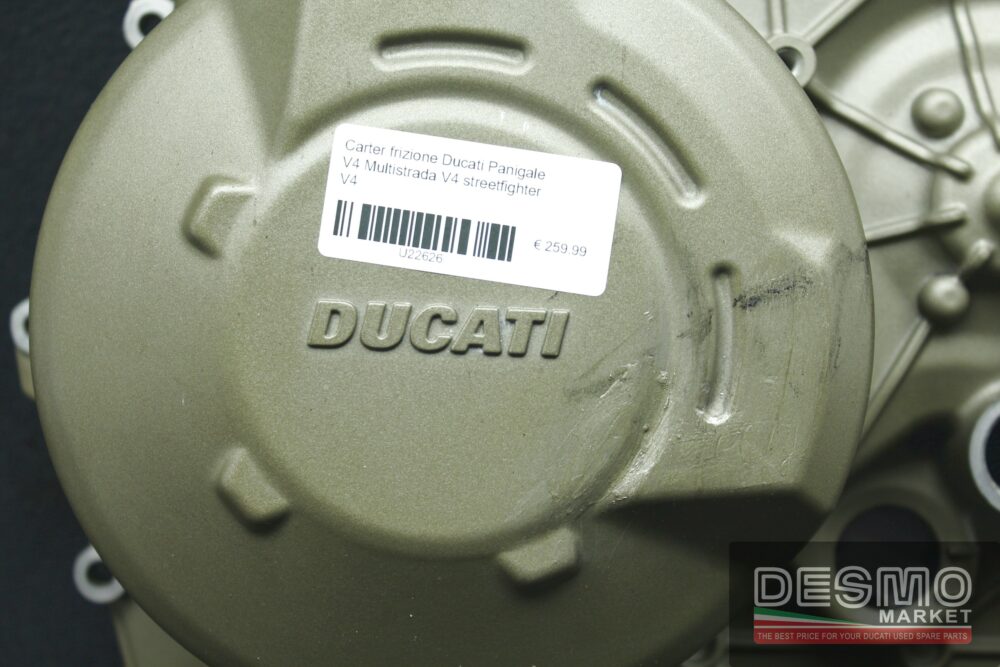 Carter frizione Ducati Panigale
V4 Multistrada V4 streetfighter
V4
€ 259.99
U22626
DUCATI
DESMO
MARKET
THE BEST PRICE FOR YOUR DUCATI USED SPARE PARTS